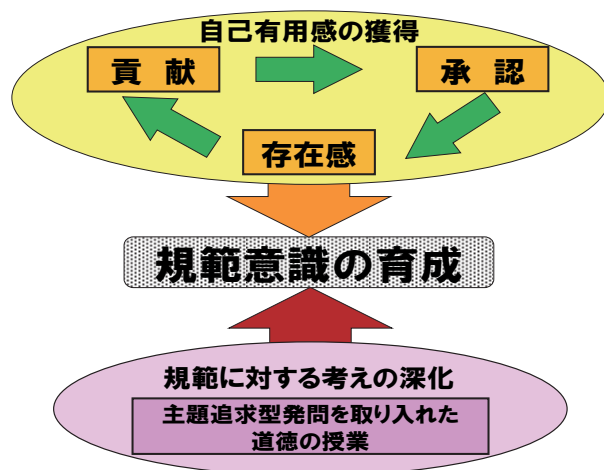 自己有用感の獲得
貢献
承認
存在感
規範意識の育成
規範に対する考えの深化
主題追求型発問を取り入れた
道徳の授業